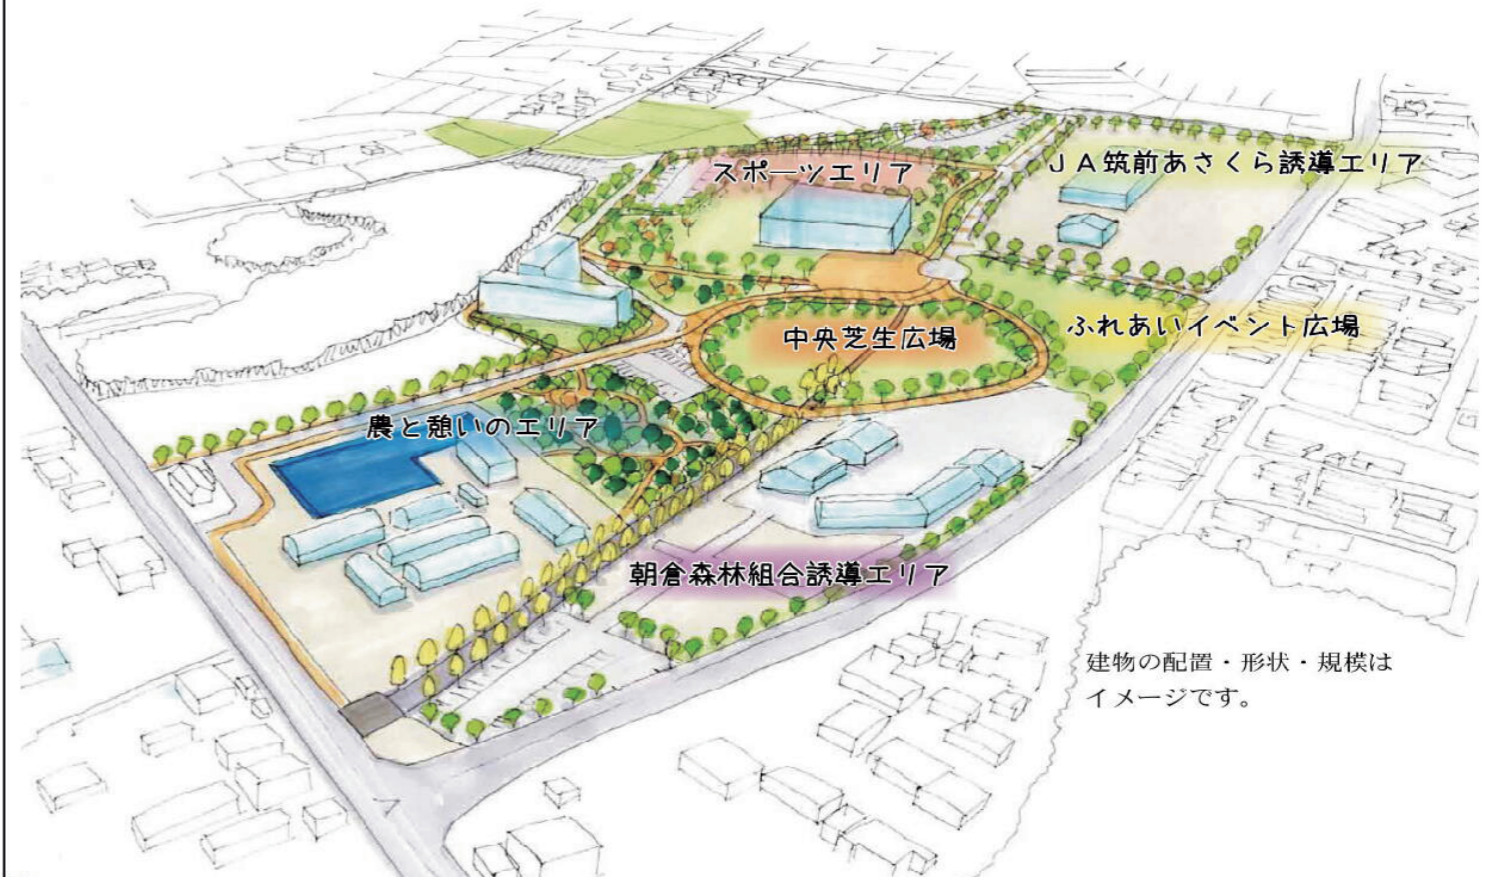 スポーツエリア
ＪＡ筑前あさくら誘導エリア
中央芝生広場
ふれあいイベント広場
農と憩いのエリア
朝倉森林組合誘導エリア
建物の配置・形状・規模は
イメージです。